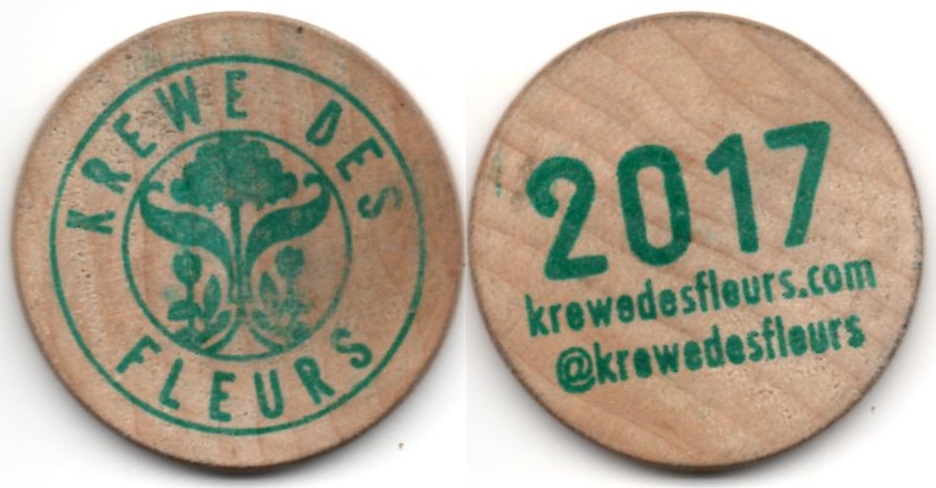 KREWE DES
FLEURS
2017
krewedesfleurs.com
@krewedesfleurs